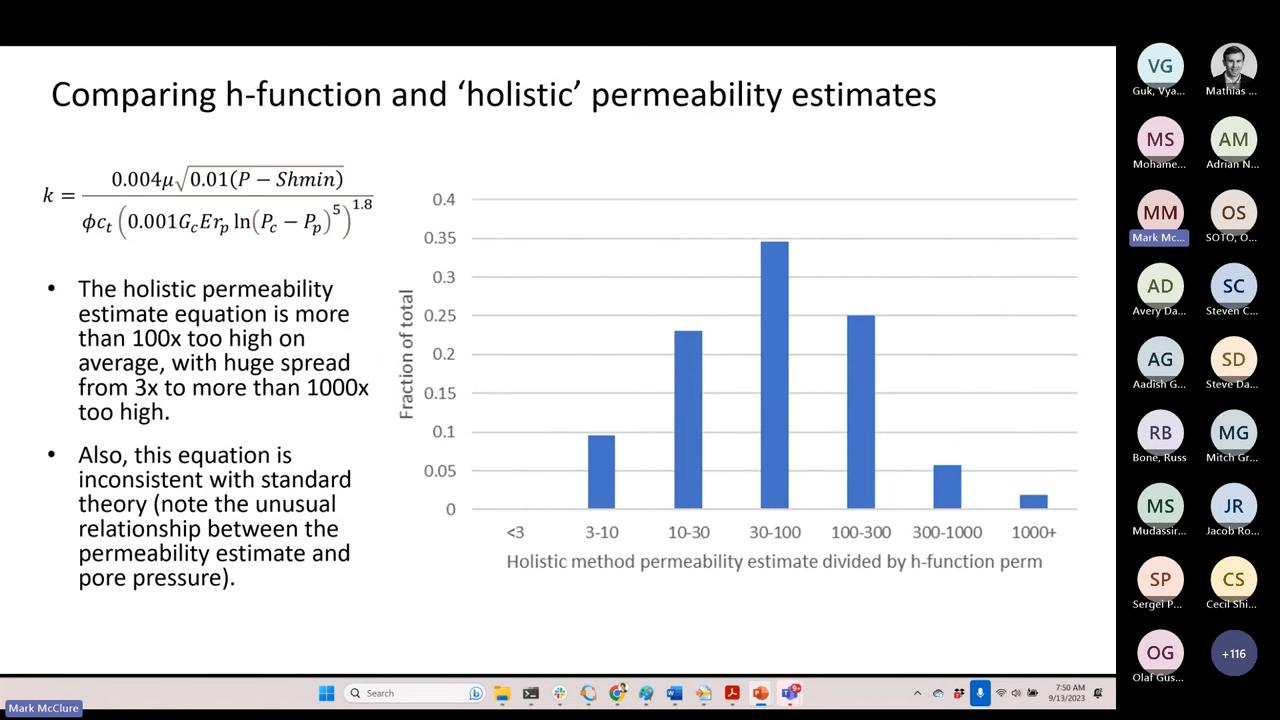 Comparing h-function and ‘holistic’ permeability estimates
k = 0.004μ√0.01(P − Shmin) / ϕc_t (0.001G_cEr_p ln(P_c − P_p)^5)^1.8
• The holistic permeability
estimate equation is more
than 100x too high on
average, with huge spread
from 3x to more than 1000x
too high.
• Also, this equation is
inconsistent with standard
theory (note the unusual
relationship between the
permeability estimate and
pore pressure).
Fraction of total
0.4
0.35
0.3
0.25
0.2
0.15
0.1
0.05
0
<3 3-10 10-30 30-100 100-300 300-1000 1000+
Holistic method permeability estimate divided by h-function perm
VG
Guk, Vya...
Mathias ...
MS
Mohame...
AM
Adrian N...
MM
Mark Mc...
OS
SOTO, O...
AD
Avery Da...
SC
Steven C...
AG
Aadish G...
SD
Steve Da...
RB
Bone, Russ
MG
Mitch Gr...
MS
Mudassir...
JR
Jacob Ro...
SP
Sergei P...
CS
Cecil Shi...
OG
Olaf Gus...
+116
Search
9+
7:50 AM
9/13/2023
Mark McClure